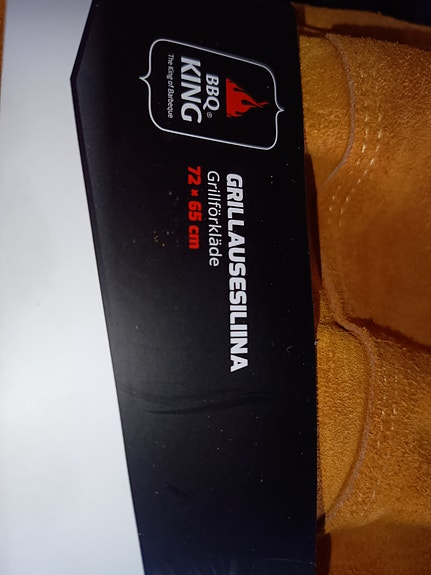 BBQ®
KING
The King of Barbeque
GRILLAUSESILIINA
Grillförkläde
72 × 65 cm